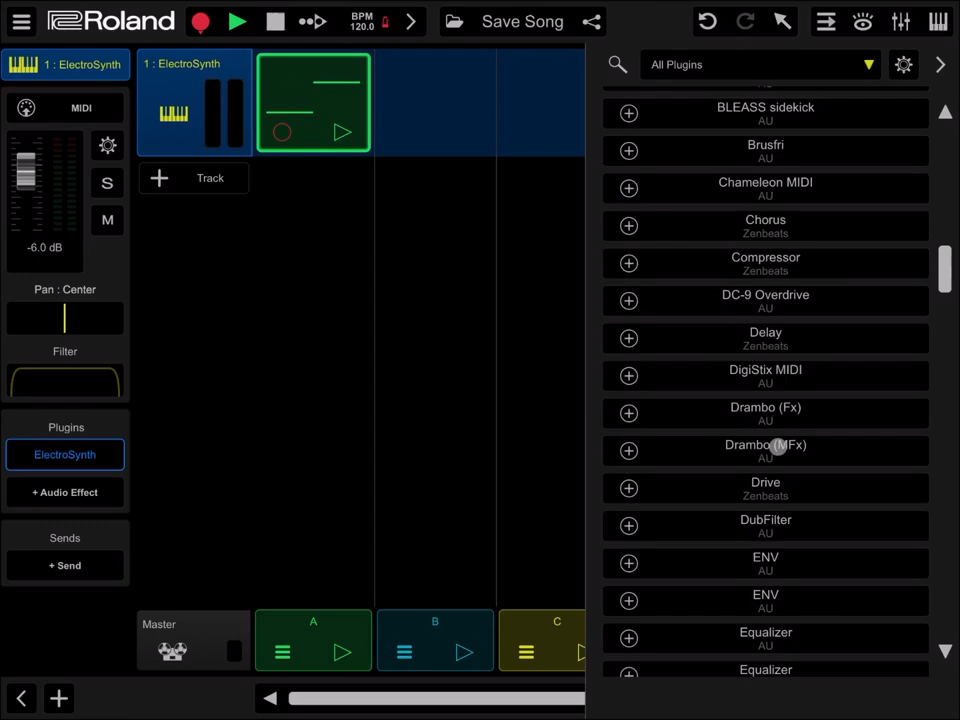 Roland
BPM
120.0
Save Song
1 : ElectroSynth
MIDI
S
M
-6.0 dB
Pan : Center
Filter
Plugins
ElectroSynth
+ Audio Effect
Sends
+ Send
1 : ElectroSynth
+ Track
Master
A
B
C
All Plugins
BLEASS sidekick
AU
Brusfri
AU
Chameleon MIDI
AU
Chorus
Zenbeats
Compressor
Zenbeats
DC-9 Overdrive
AU
Delay
Zenbeats
DigiStix MIDI
AU
Drambo (Fx)
AU
Drambo (MFx)
AU
Drive
Zenbeats
DubFilter
AU
ENV
AU
ENV
AU
Equalizer
AU
Equalizer